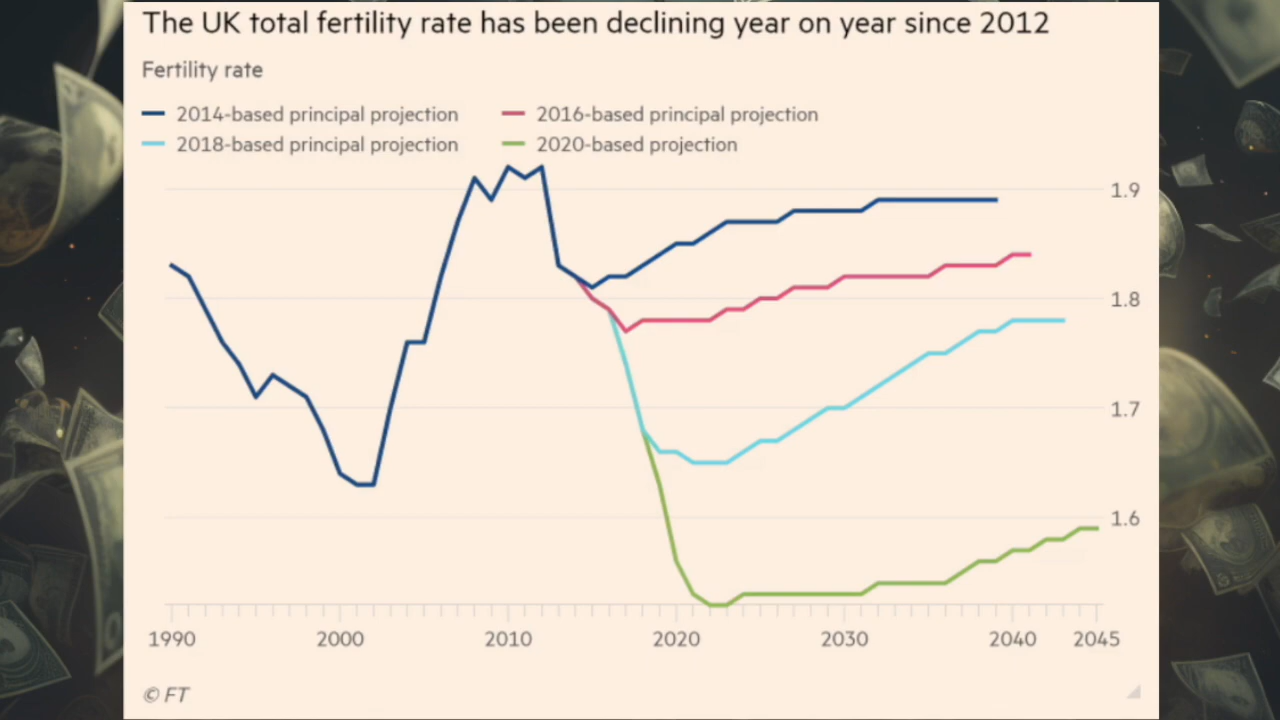 The UK total fertility rate has been declining year on year since 2012
Fertility rate
2014-based principal projection
2016-based principal projection
2018-based principal projection
2020-based projection
1.9
1.8
1.7
1.6
1990 2000 2010 2020 2030 2040 2045
© FT